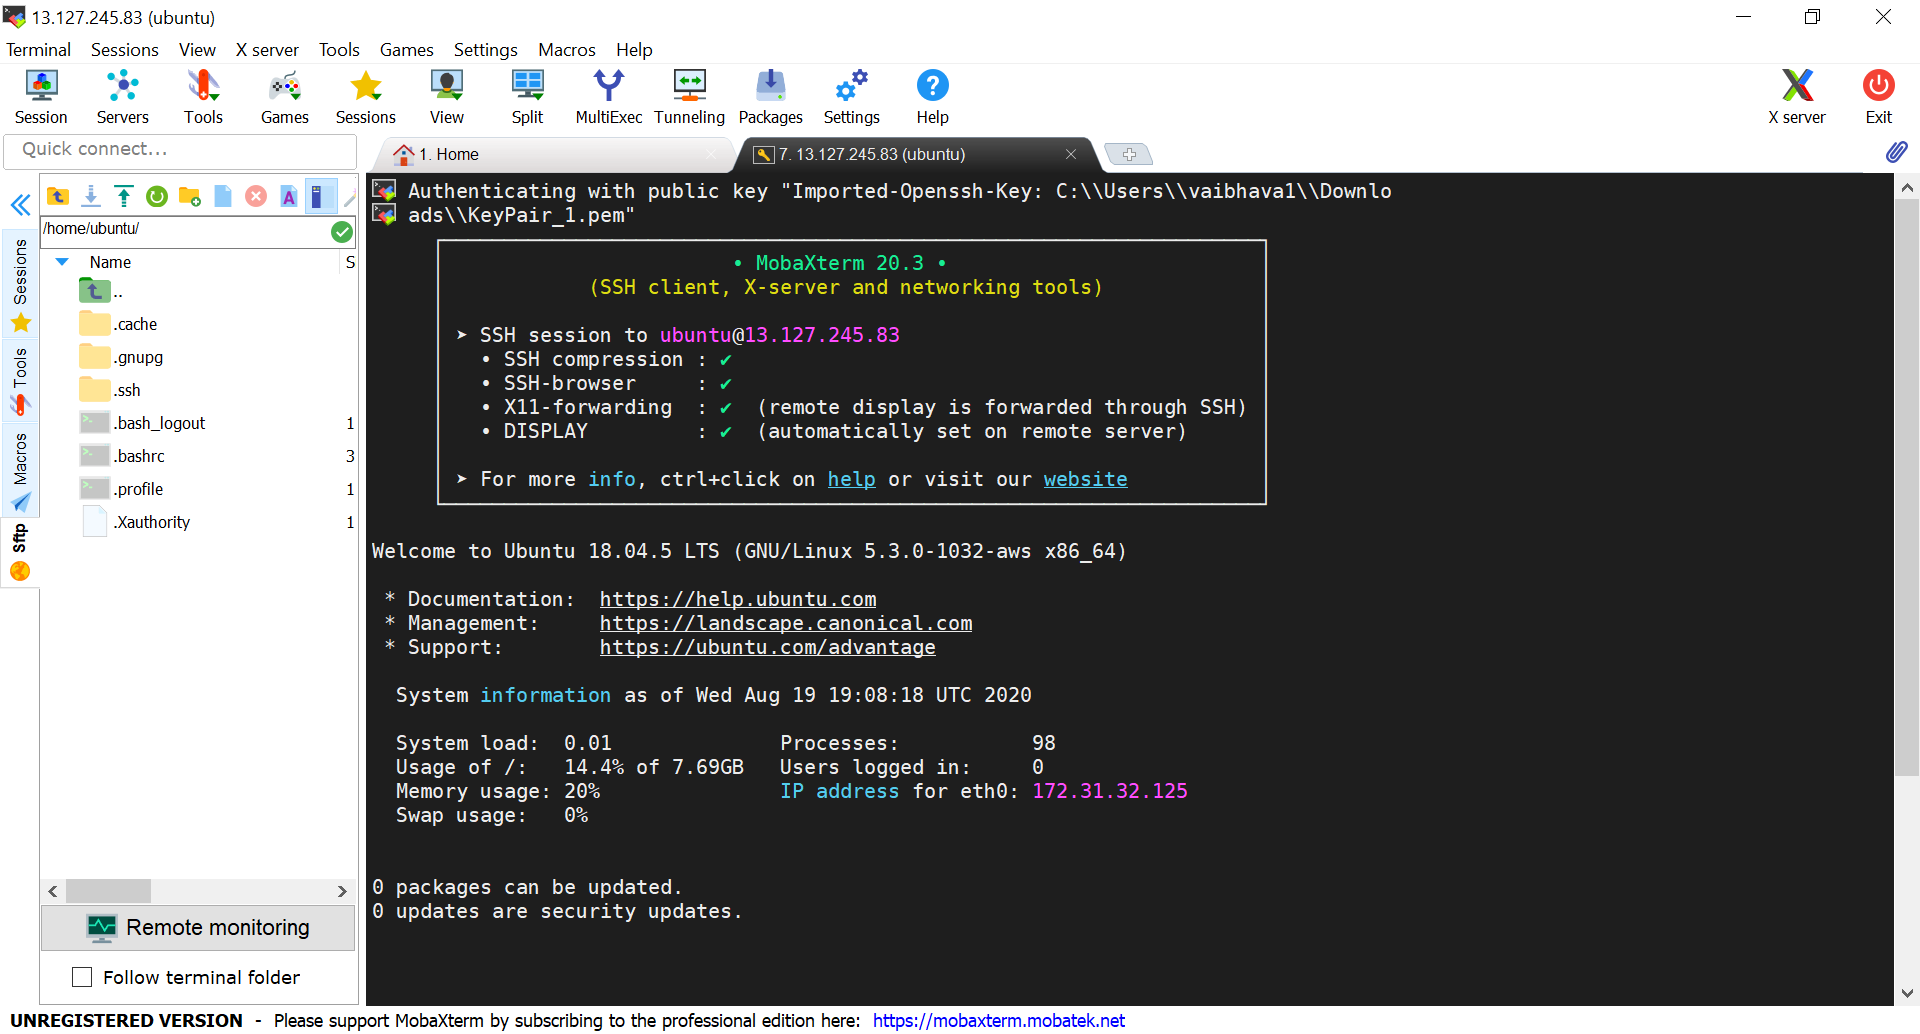 13.127.245.83 (ubuntu)
Terminal Sessions View X server Tools Games Settings Macros Help
Session Servers Tools Games Sessions View Split MultiExec Tunneling Packages Settings Help X server Exit
Quick connect...
1. Home
7. 13.127.245.83 (ubuntu)
Sessions
Tools
Macros
Sftp
/home/ubuntu/
Name S
..
.cache
.gnupg
.ssh
.bash_logout 1
.bashrc 3
.profile 1
.Xauthority 1
Remote monitoring
Follow terminal folder
Authenticating with public key "Imported-Openssh-Key: C:\\Users\\vaibhava1\\Downlo
ads\\KeyPair_1.pem"
• MobaXterm 20.3 •
(SSH client, X-server and networking tools)
➤ SSH session to ubuntu@13.127.245.83
• SSH compression : ✔
• SSH-browser : ✔
• X11-forwarding : ✔ (remote display is forwarded through SSH)
• DISPLAY : ✔ (automatically set on remote server)
➤ For more info, ctrl+click on help or visit our website
Welcome to Ubuntu 18.04.5 LTS (GNU/Linux 5.3.0-1032-aws x86_64)
* Documentation: https://help.ubuntu.com
* Management: https://landscape.canonical.com
* Support: https://ubuntu.com/advantage
System information as of Wed Aug 19 19:08:18 UTC 2020
System load: 0.01 Processes: 98
Usage of /: 14.4% of 7.69GB Users logged in: 0
Memory usage: 20% IP address for eth0: 172.31.32.125
Swap usage: 0%
0 packages can be updated.
0 updates are security updates.
UNREGISTERED VERSION - Please support MobaXterm by subscribing to the professional edition here: https://mobaxterm.mobatek.net